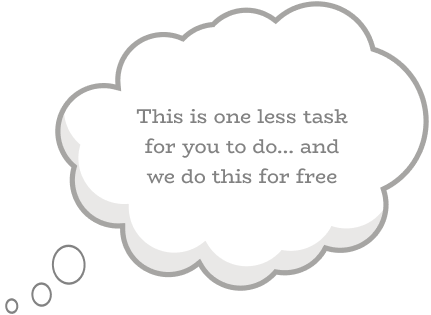 This is one less task
for you to do... and
we do this for free